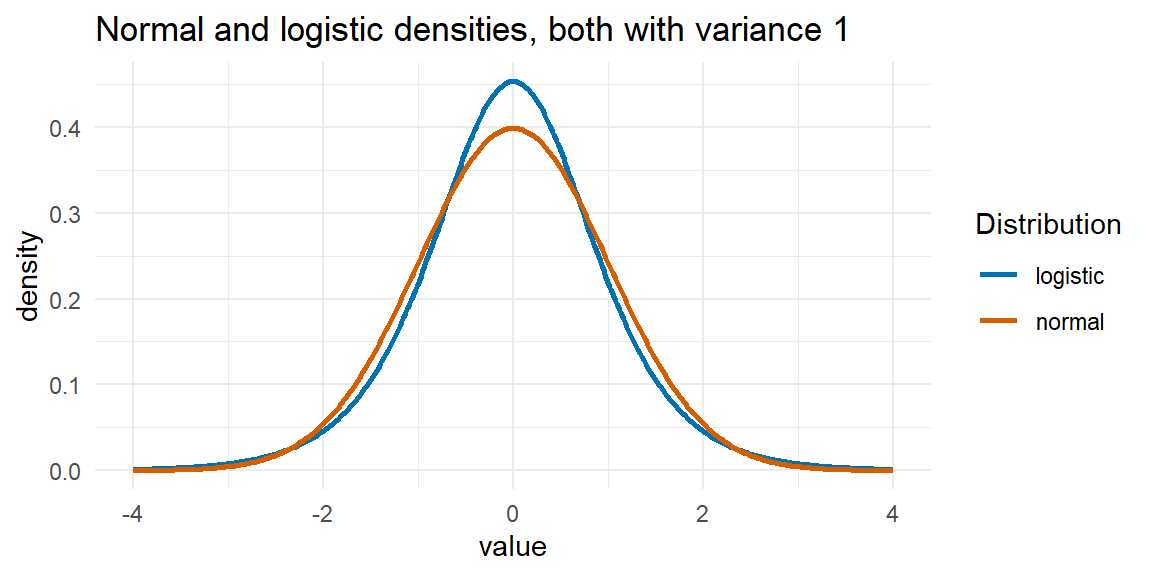 Normal and logistic densities, both with variance 1
density
0.4
0.3
0.2
0.1
0.0
-4 -2 0 2 4
value
Distribution
logistic
normal